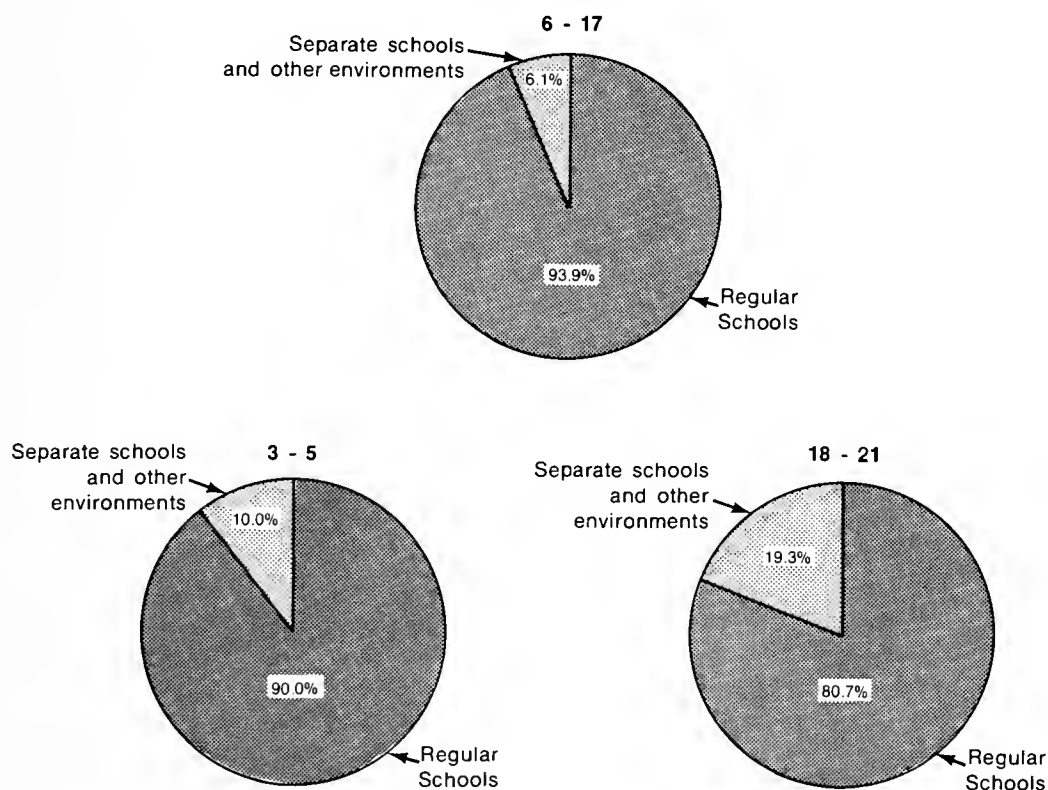 6 - 17
Separate schools
and other environments
6.1%
93.9%
Regular
Schools
3 - 5
Separate schools
and other
environments
10.0%
90.0%
Regular
Schools
18 - 21
Separate schools
and other
environments
19.3%
80.7%
Regular
Schools